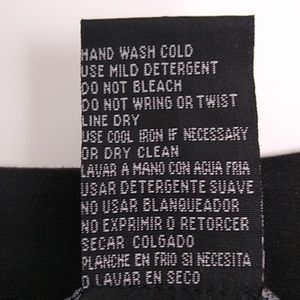 HAND WASH COLD
USE MILD DETERGENT
DO NOT BLEACH
DO NOT WRING OR TWIST
LINE DRY
USE COOL IRON IF NECESSARY
OR DRY CLEAN
LAVAR A MANO CON AGUA FRIA
USAR DETERGENTE SUAVE
NO USAR BLANQUEADOR
NO EXPRIMIR O RETORCER
SECAR COLGADO
PLANCHE EN FRIO SI NECESITA
O LAVAR EN SECO